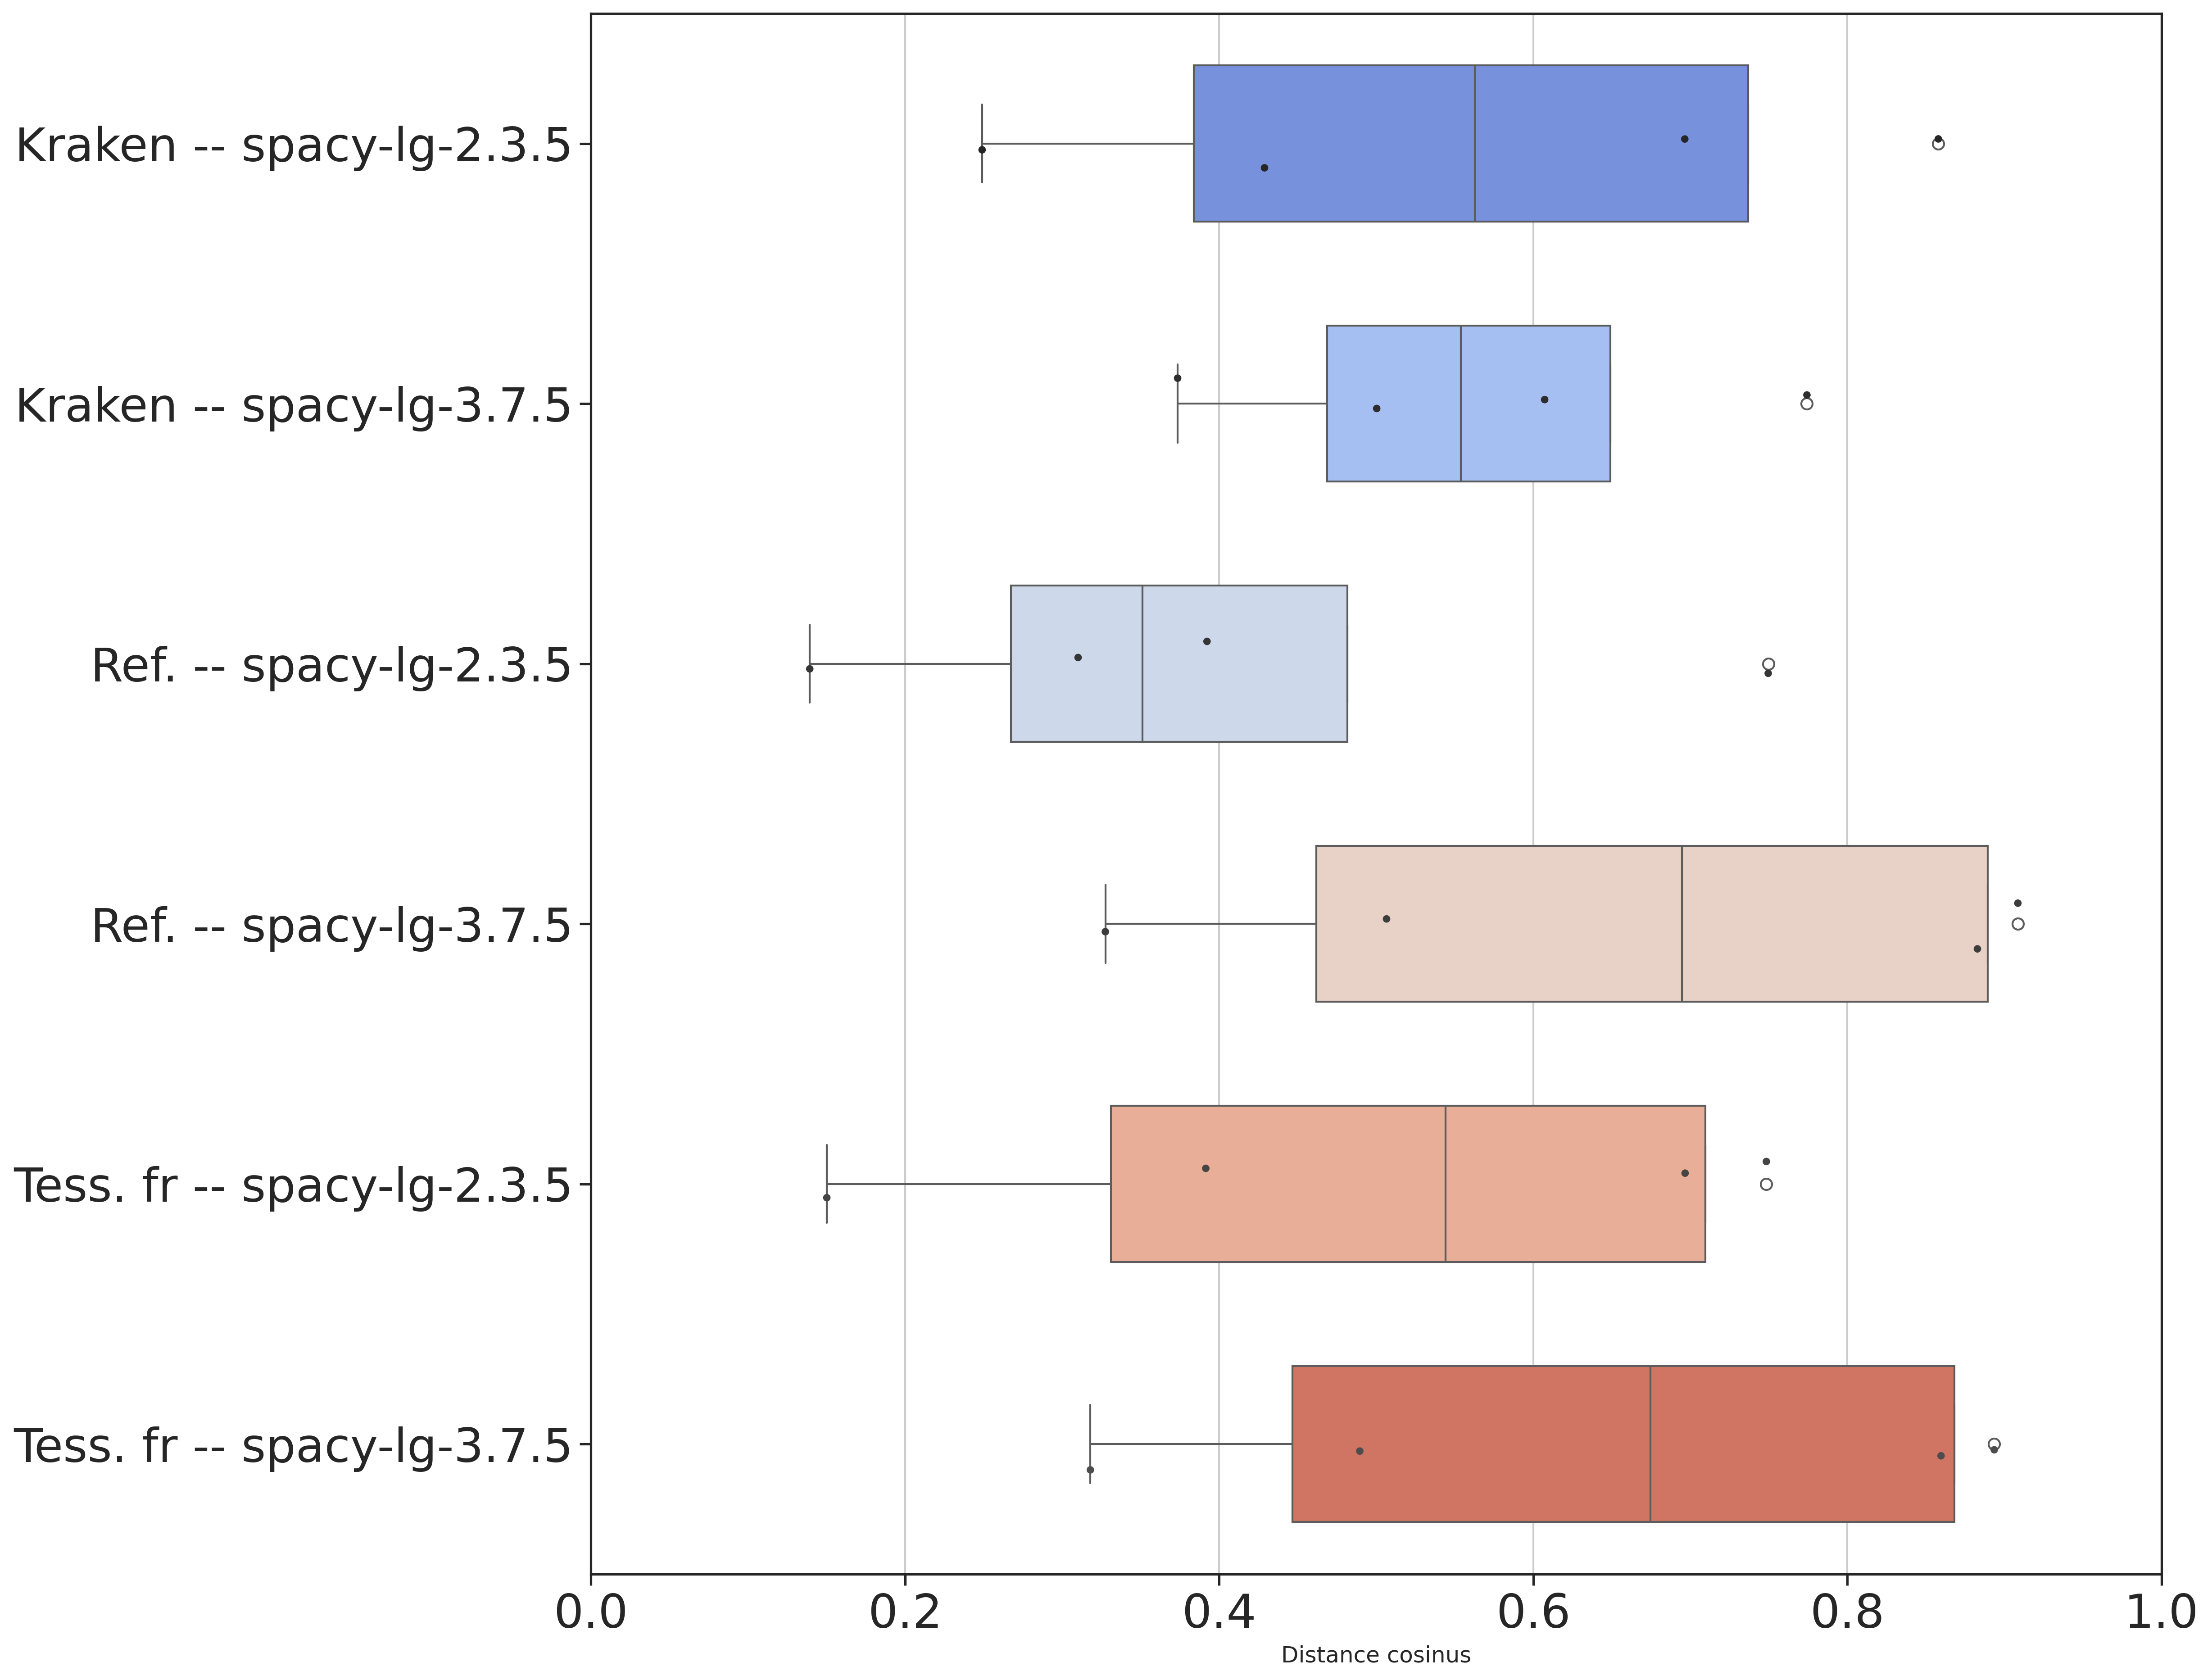 Kraken -- spacy-lg-2.3.5
Kraken -- spacy-lg-3.7.5
Ref. -- spacy-lg-2.3.5
Ref. -- spacy-lg-3.7.5
Tess. fr -- spacy-lg-2.3.5
Tess. fr -- spacy-lg-3.7.5
0.0 0.2 0.4 0.6 0.8 1.0
Distance cosinus